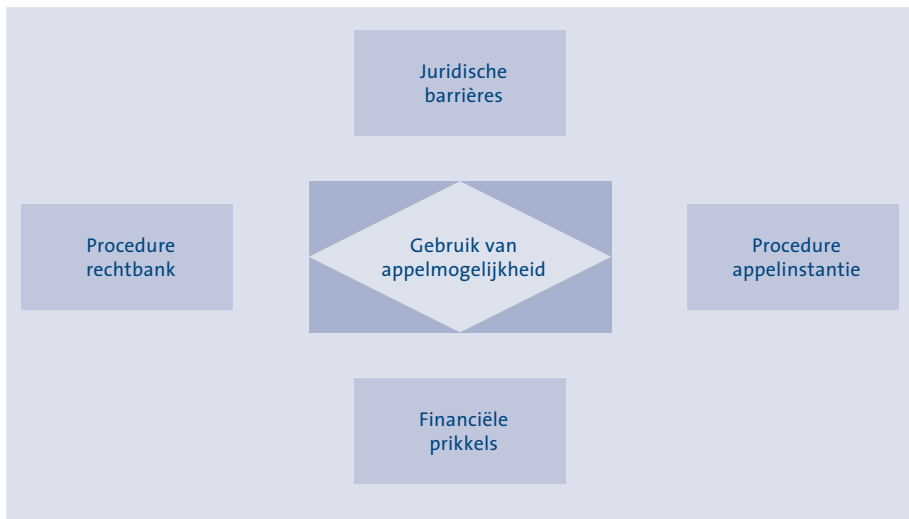 Juridische
barrières
Procedure
rechtbank
Gebruik van
appelmogelijkheid
Procedure
appelinstantie
Financiële
prikkels